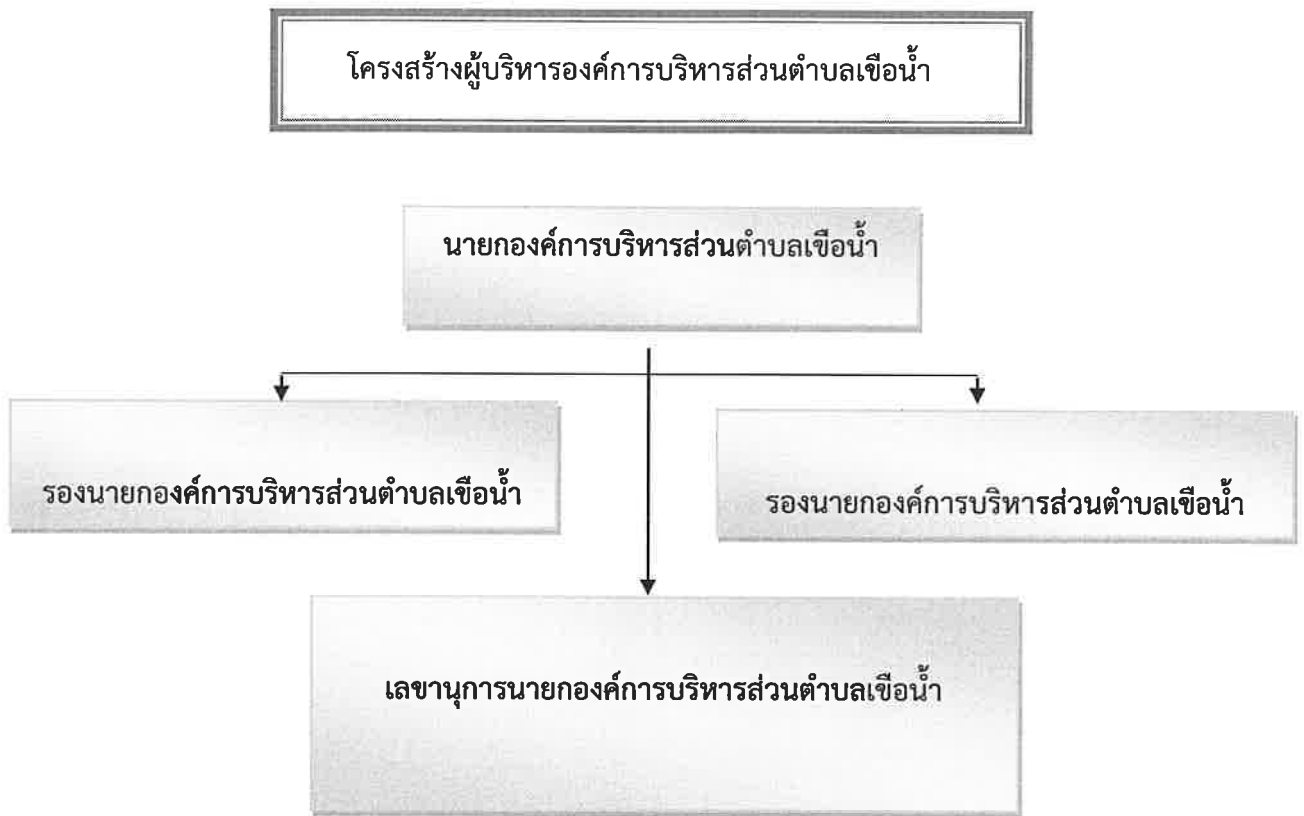 โครงสร้างผู้บริหารองค์การบริหารส่วนตำบลเขือน้ำ
นายกองค์การบริหารส่วนตำบลเขือน้ำ
รองนายกองค์การบริหารส่วนตำบลเขือน้ำ
รองนายกองค์การบริหารส่วนตำบลเขือน้ำ
เลขานุการนายกองค์การบริหารส่วนตำบลเขือน้ำ